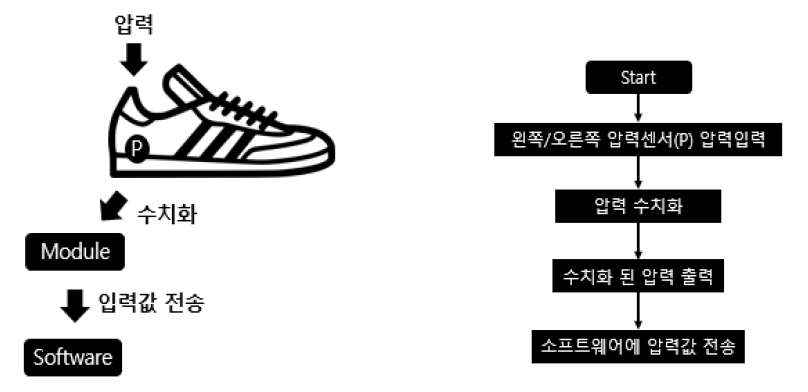 압력
P
수치화
Module
입력값 전송
Software
Start
왼쪽/오른쪽 압력센서(P) 압력입력
압력 수치화
수치화 된 압력 출력
소프트웨어에 압력값 전송